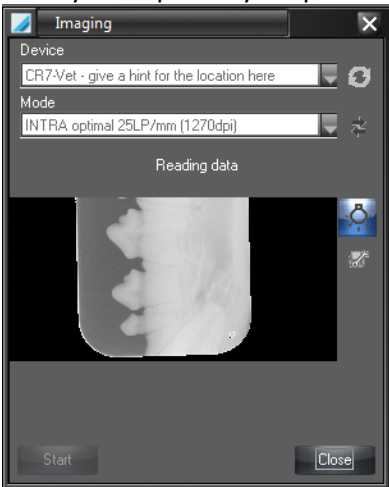 Imaging
Device
CR7-Vet - give a hint for the location here
Mode
INTRA optimal 25LP/mm (1270dpi)
Reading data
Start
Close